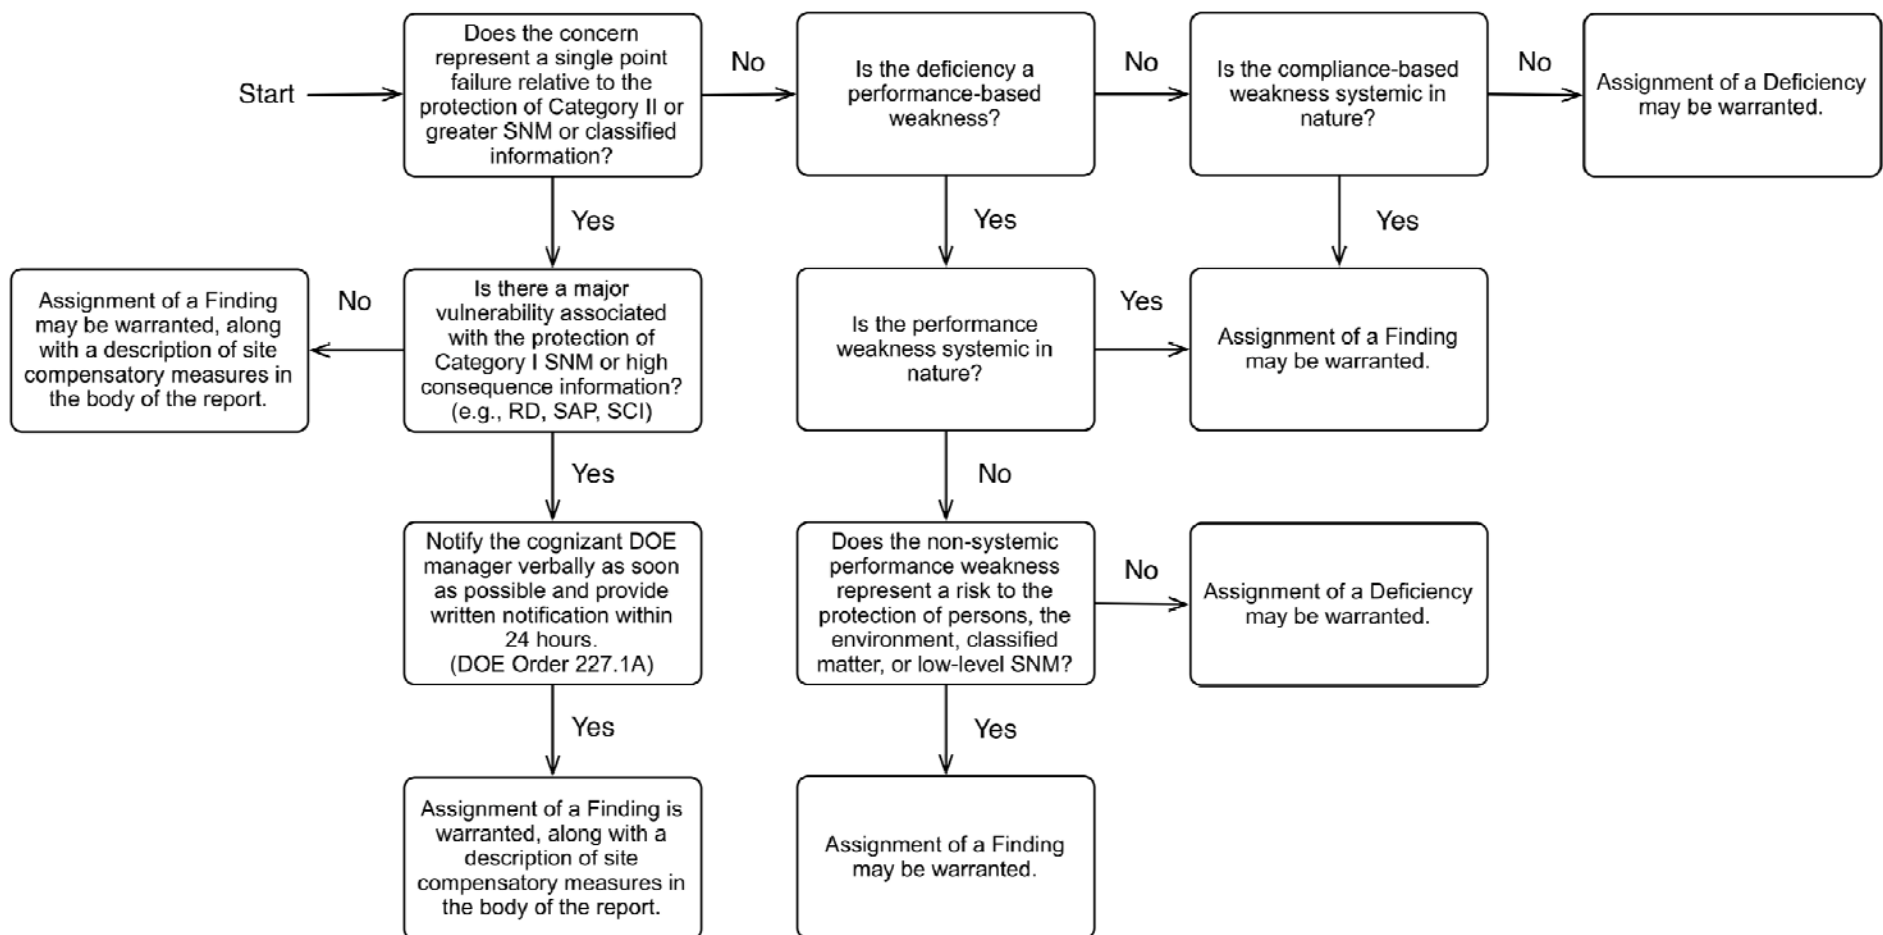 Start
Does the concern
represent a single point
failure relative to the
protection of Category II or
greater SNM or classified
information?
No
Is the deficiency a
performance-based
weakness?
No
Is the compliance-based
weakness systemic in
nature?
No
Assignment of a Deficiency
may be warranted.
Yes
Yes
Yes
Assignment of a Finding
may be warranted, along
with a description of site
compensatory measures in
the body of the report.
No
Is there a major
vulnerability associated
with the protection of
Category I SNM or high
consequence information?
(e.g., RD, SAP, SCI)
Is the performance
weakness systemic in
nature?
Yes
Assignment of a Finding
may be warranted.
Yes
No
Notify the cognizant DOE
manager verbally as soon
as possible and provide
written notification within
24 hours.
(DOE Order 227.1A)
Does the non-systemic
performance weakness
represent a risk to the
protection of persons, the
environment, classified
matter, or low-level SNM?
No
Assignment of a Deficiency
may be warranted.
Yes
Yes
Assignment of a Finding is
warranted, along with a
description of site
compensatory measures in
the body of the report.
Assignment of a Finding
may be warranted.